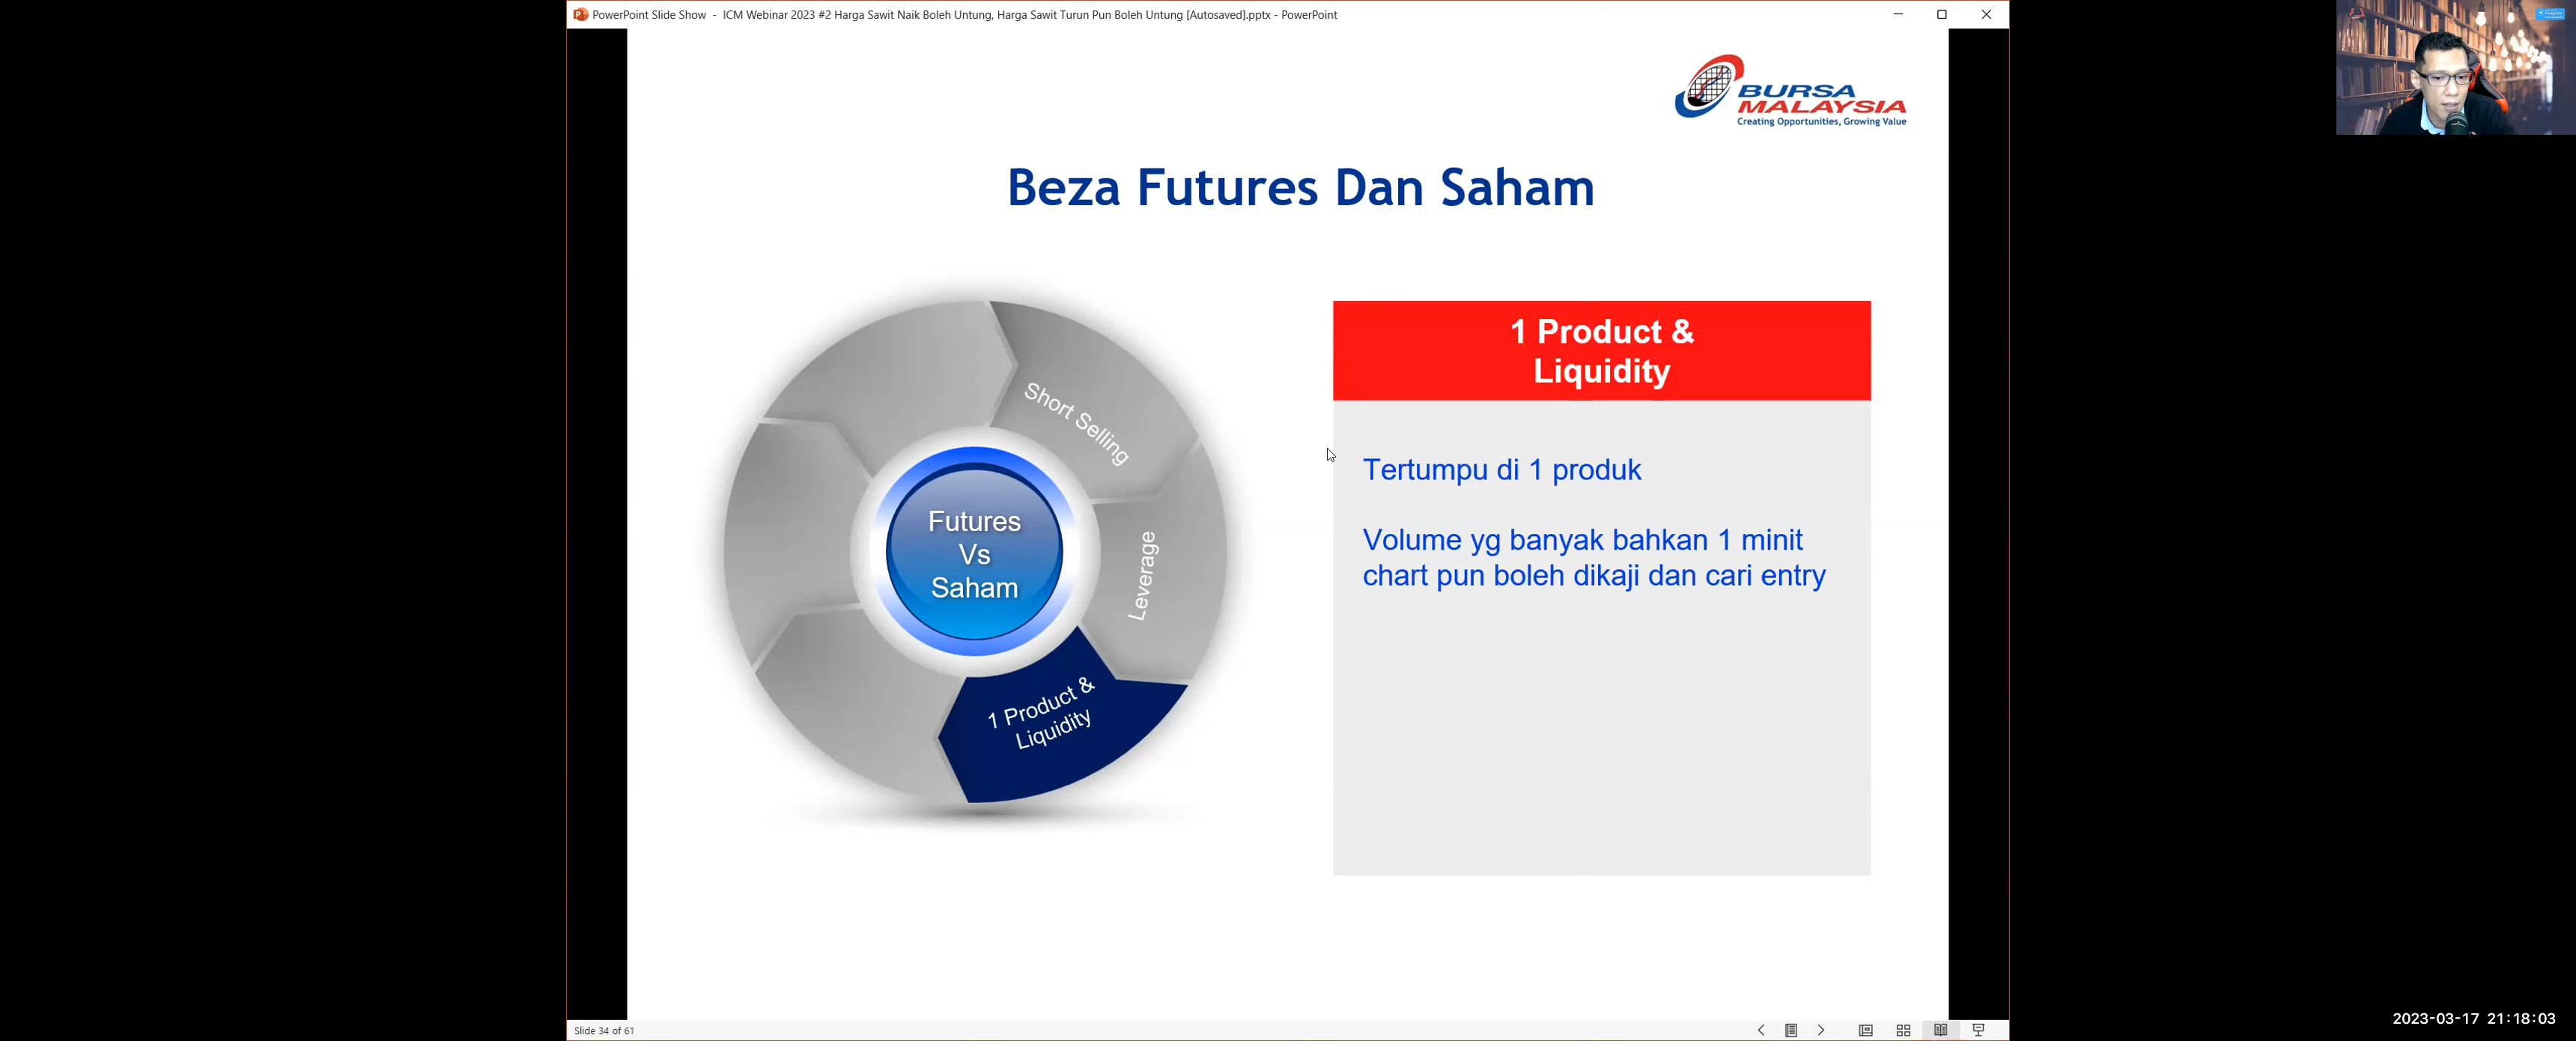 PowerPoint Slide Show - ICM Webinar 2023 #2 Harga Sawit Naik Boleh Untung, Harga Sawit Turun Pun Boleh Untung [Autosaved].pptx - PowerPoint
BURSA
MALAYSIA
Creating Opportunities, Growing Value
Beza Futures Dan Saham
Short Selling
Leverage
1 Product &
Liquidity
Futures
Vs
Saham
1 Product &
Liquidity
Tertumpu di 1 produk
Volume yg banyak bahkan 1 minit
chart pun boleh dikaji dan cari entry
Slide 34 of 61
2023-03-17 21:18:03